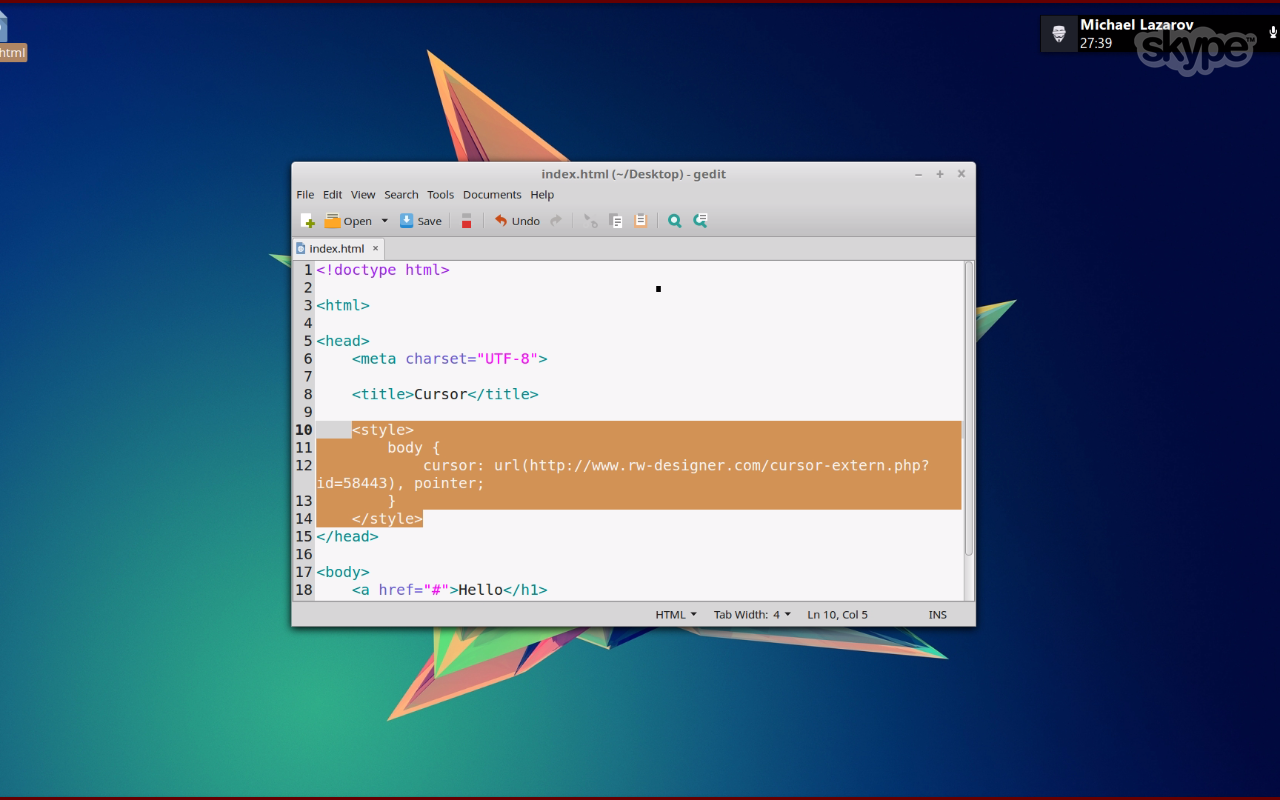 html
Michael Lazarov
27:39
skype™
index.html (~/Desktop) - gedit
File Edit View Search Tools Documents Help
Open Save Undo
index.html ×
1 <!doctype html>
2
3 <html>
4
5 <head>
6     <meta charset="UTF-8">
7
8     <title>Cursor</title>
9
10     <style>
11         body {
12             cursor: url(http://www.rw-designer.com/cursor-extern.php?
id=58443), pointer;
13         }
14     </style>
15 </head>
16
17 <body>
18     <a href="#">Hello</h1>
HTML Tab Width: 4 Ln 10, Col 5 INS